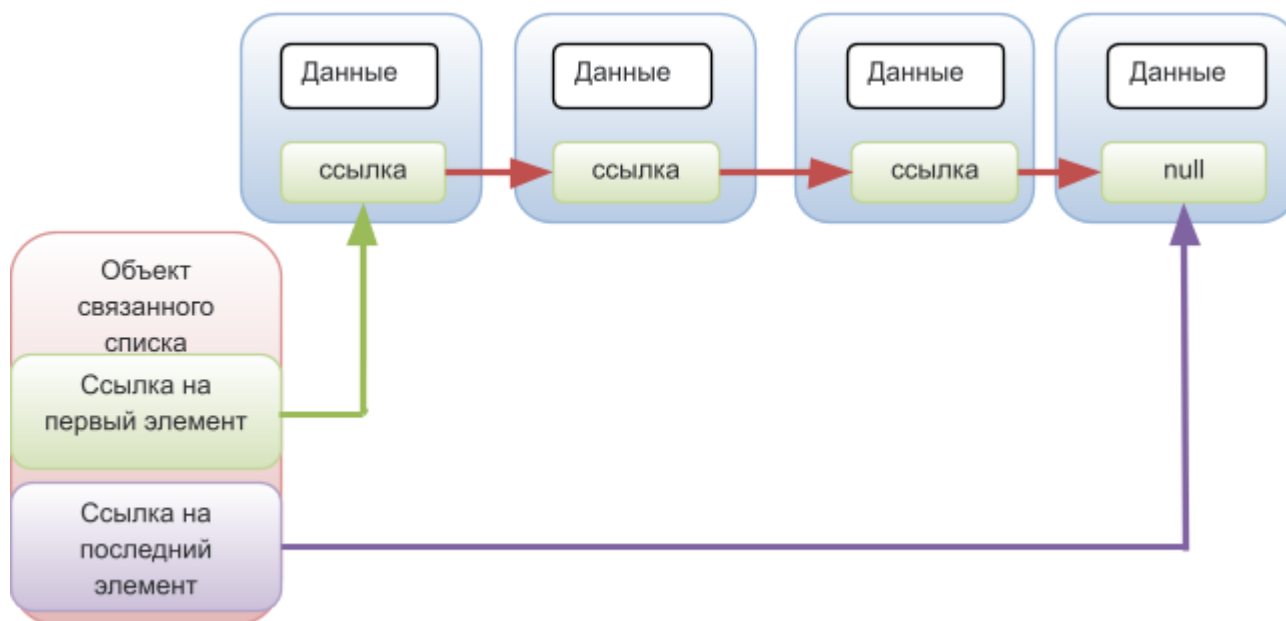 Данные
Данные
Данные
Данные
ссылка
ссылка
ссылка
null
Объект
связанного
списка
Ссылка на
первый элемент
Ссылка на
последний
элемент